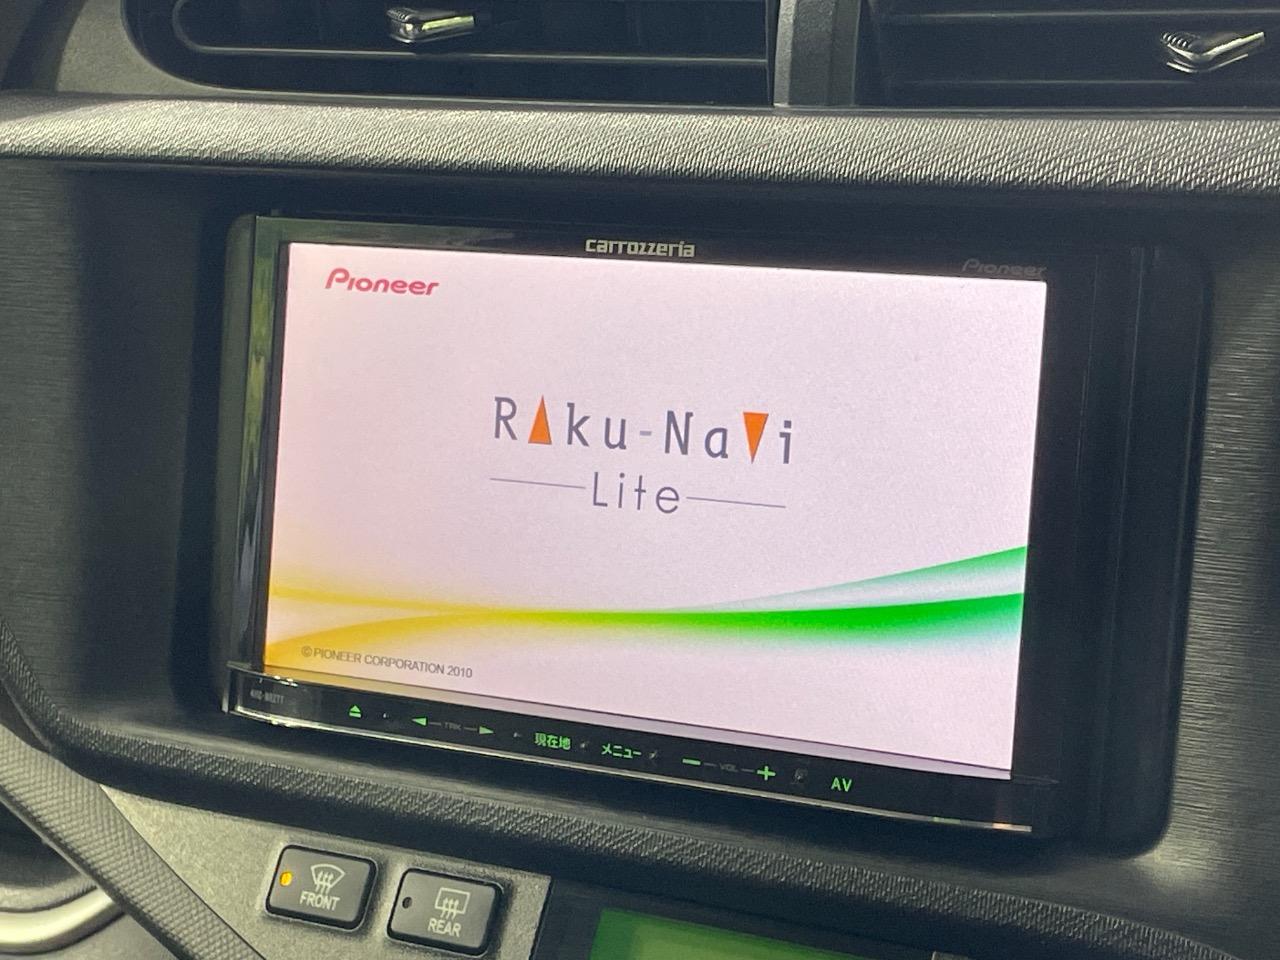 carrozzeria
Pioneer
Pioneer
RAku-NaVi
Lite
© PIONEER CORPORATION 2010
TRK
現在地
メニュー
VOL
AV
FRONT
REAR